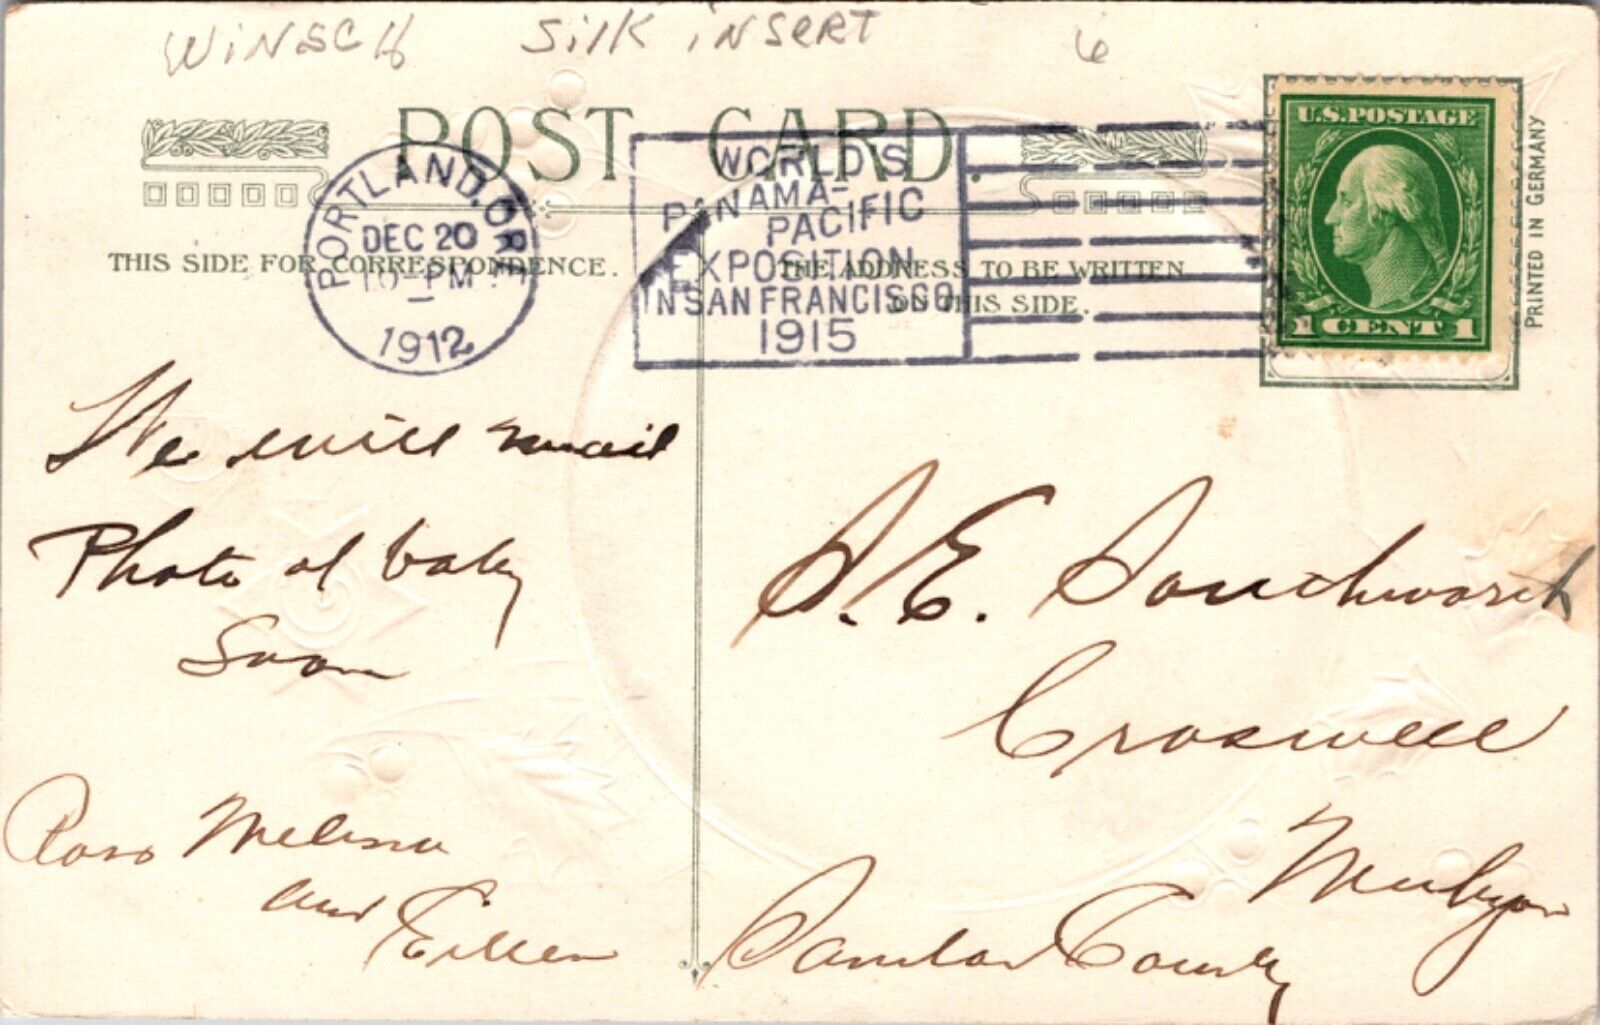 WINSCH Silk insert 6
POST CARD.
PORTLAND, ORE.
DEC 20
10-PM
1912
WORLD'S
PANAMA-
PACIFIC
EXPOSITION
IN SAN FRANCISCO
1915
U.S. POSTAGE
1 CENT 1
PRINTED IN GERMANY
THIS SIDE FOR CORRESPONDENCE.
THE ADDRESS TO BE WRITTEN
ON THIS SIDE.
We will mail
Photo of baby
Soon
Melissa
and Eileen
S. E. Southworth
Croswell
Michigan
Sanilac County